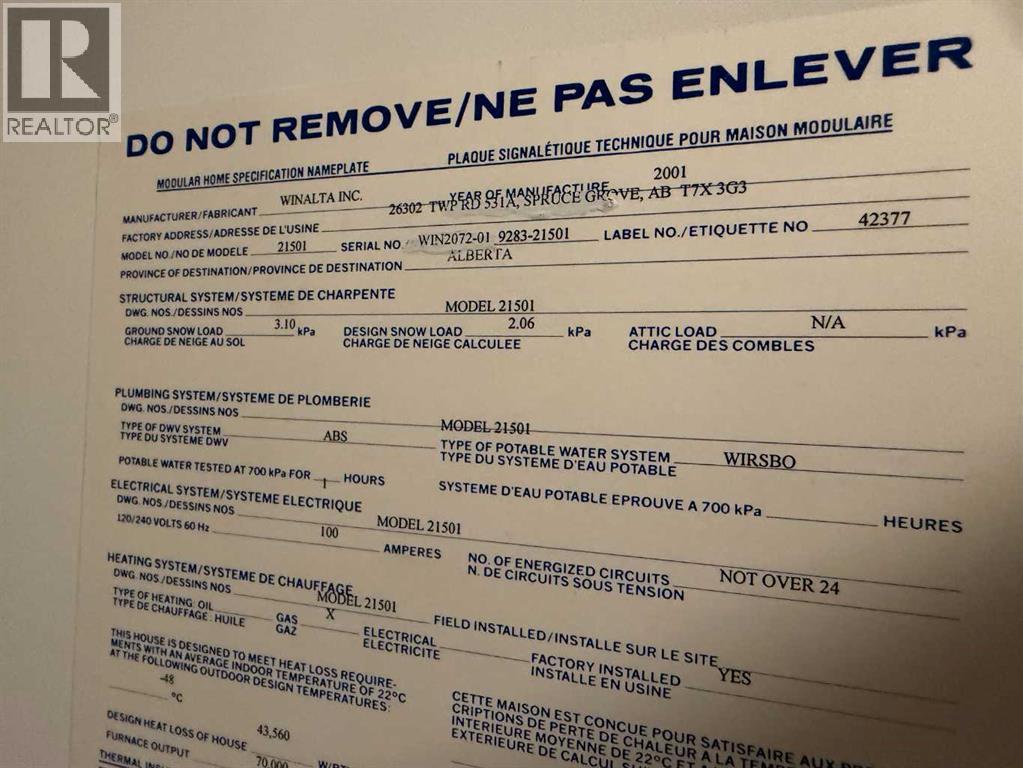 REALTOR®
DO NOT REMOVE/NE PAS ENLEVER
MODULAR HOME SPECIFICATION NAMEPLATE PLAQUE SIGNALÉTIQUE TECHNIQUE POUR MAISON MODULAIRE
MANUFACTURER/FABRICANT WINALTA INC. YEAR OF MANUFACTURE 2001
FACTORY ADDRESS/ADRESSE DE L'USINE 26302 TWP RD 531A, SPRUCE GROVE, AB T7X 3G3
MODEL NO./NO DE MODELE 21501 SERIAL NO. WIN2072-01 9283-21501 LABEL NO./ETIQUETTE NO 42377
PROVINCE OF DESTINATION/PROVINCE DE DESTINATION ALBERTA
STRUCTURAL SYSTEM/SYSTEME DE CHARPENTE
DWG. NOS./DESSINS NOS MODEL 21501
GROUND SNOW LOAD 3.10 kPa DESIGN SNOW LOAD 2.06 kPa ATTIC LOAD N/A kPa
CHARGE DE NEIGE AU SOL CHARGE DE NEIGE CALCULEE CHARGE DES COMBLES
PLUMBING SYSTEM/SYSTEME DE PLOMBERIE
DWG. NOS./DESSINS NOS MODEL 21501
TYPE OF DWV SYSTEM ABS TYPE OF POTABLE WATER SYSTEM WIRSBO
TYPE DU SYSTEME DWV TYPE DU SYSTEME D'EAU POTABLE
POTABLE WATER TESTED AT 700 kPa FOR 1 HOURS SYSTEME D'EAU POTABLE EPROUVE A 700 kPa HEURES
ELECTRICAL SYSTEM/SYSTEME ELECTRIQUE
DWG. NOS./DESSINS NOS MODEL 21501
120/240 VOLTS 60 Hz 100 AMPERES NO. OF ENERGIZED CIRCUITS NOT OVER 24
N. DE CIRCUITS SOUS TENSION
HEATING SYSTEM/SYSTEME DE CHAUFFAGE
DWG. NOS./DESSINS NOS MODEL 21501
TYPE OF HEATING: OIL GAS X ELECTRICAL FIELD INSTALLED/INSTALLE SUR LE SITE
TYPE DE CHAUFFAGE: HUILE GAZ ELECTRICITE FACTORY INSTALLED YES
INSTALLE EN USINE
THIS HOUSE IS DESIGNED TO MEET HEAT LOSS REQUIRE-
MENTS WITH AN AVERAGE INDOOR TEMPERATURE OF 22°C
AT THE FOLLOWING OUTDOOR DESIGN TEMPERATURES:
-48 °C
CETTE MAISON EST CONCUE POUR SATISFAIRE AUX
CRIPTIONS DE PERTE DE CHALEUR A LA
INTERIEURE MOYENNE DE 22°C ET A
EXTERIEURE DE CALCUL
DESIGN HEAT LOSS OF HOUSE 43,560
FURNACE OUTPUT 70,000
THERMAL